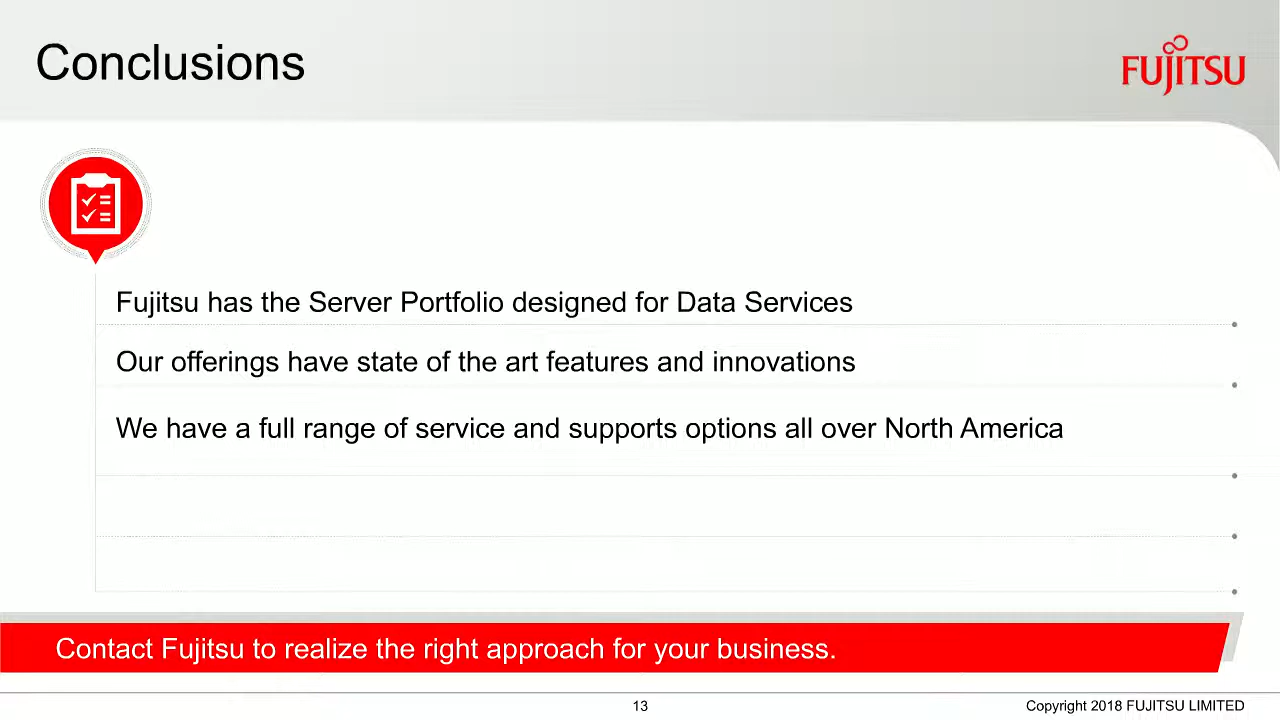 Conclusions
FUJITSU
Fujitsu has the Server Portfolio designed for Data Services
Our offerings have state of the art features and innovations
We have a full range of service and supports options all over North America
Contact Fujitsu to realize the right approach for your business.
13
Copyright 2018 FUJITSU LIMITED